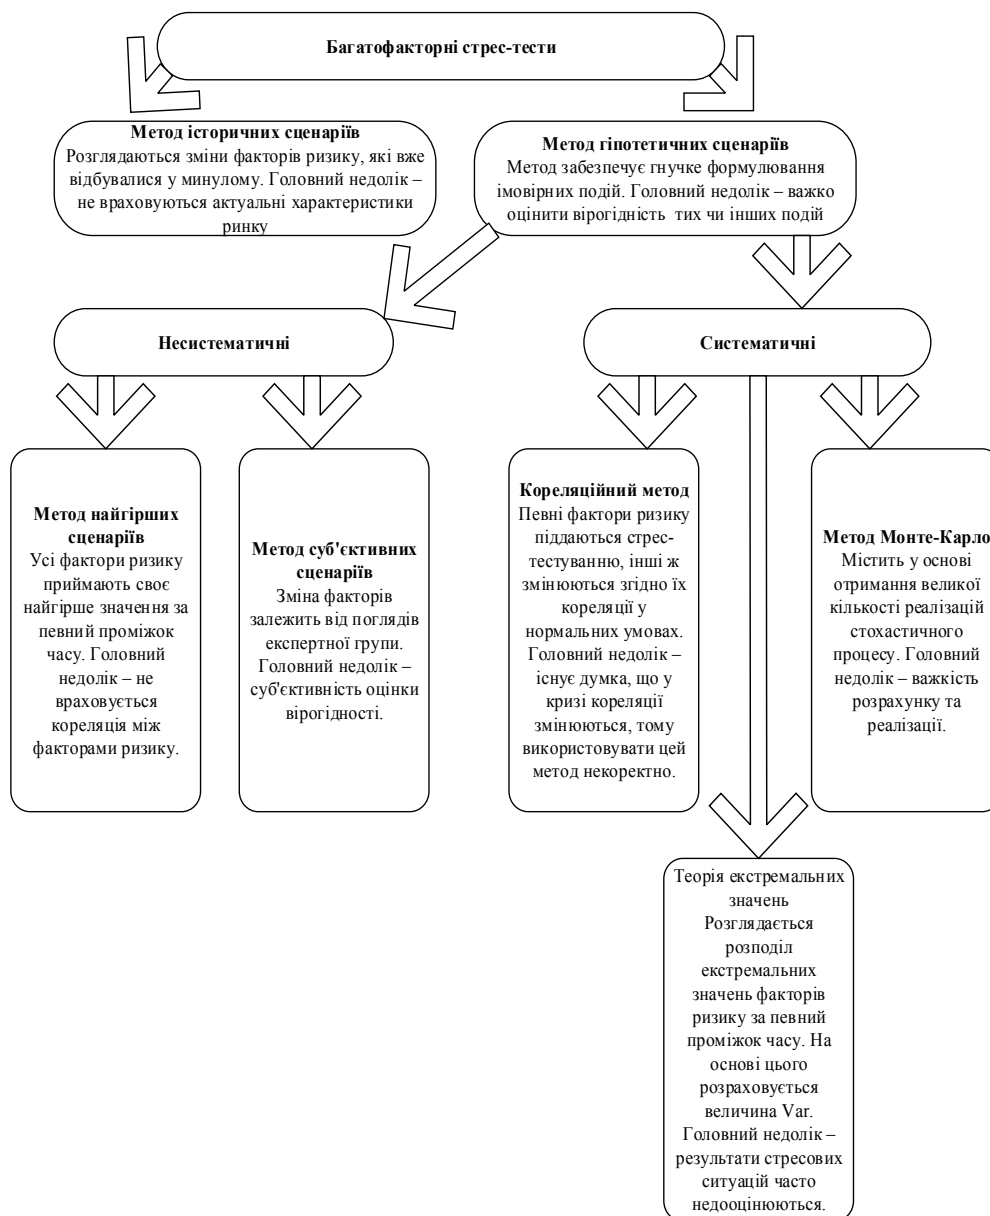 Багатофакторні стрес-тести
Метод історичних сценаріїв
Розглядаються зміни факторів ризику, які вже
відбувалися у минулому. Головний недолік –
не враховуються актуальні характеристики
ринку
Метод гіпотетичних сценаріїв
Метод забезпечує гнучке формулювання
імовірних подій. Головний недолік – важко
оцінити вірогідність тих чи інших подій
Несистематичні
Систематичні
Метод найгірших
сценаріїв
Усі фактори ризику
приймають своє
найгірше значення за
певний проміжок
часу. Головний
недолік – не
враховується
кореляція між
факторами ризику.
Метод суб'єктивних
сценаріїв
Зміна факторів
залежить від поглядів
експертної групи.
Головний недолік –
суб'єктивність оцінки
вірогідності.
Кореляційний метод
Певні фактори ризику
піддаються стрес-
тестуванню, інші ж
змінюються згідно їх
кореляції у
нормальних умовах.
Головний недолік –
існує думка, що у
кризі кореляції
змінюються, тому
використовувати цей
метод некоректно.
Метод Монте-Карло
Містить у основі
отримання великої
кількості реалізацій
стохастичного
процесу. Головний
недолік – важкість
розрахунку та
реалізації.
Теорія екстремальних
значень
Розглядається
розподіл
екстремальних
значень факторів
ризику за певний
проміжок часу. На
основі цього
розраховується
величина Var.
Головний недолік –
результати стресових
ситуацій часто
недооцінюються.